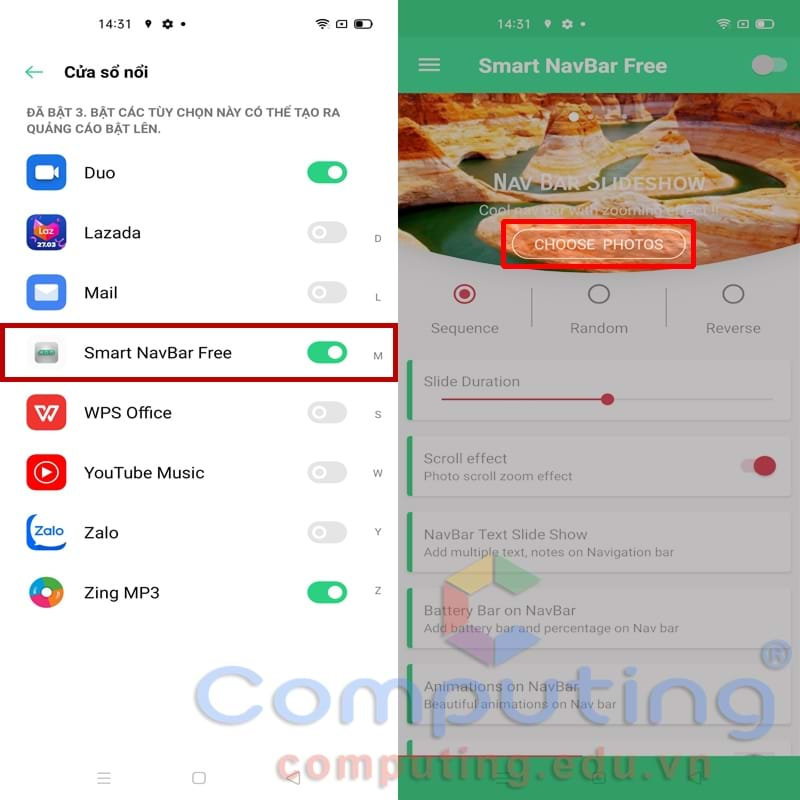 14:31
Cửa sổ nổi
ĐÃ BẬT 3. BẬT CÁC TÙY CHỌN NÀY CÓ THỂ TẠO RA
QUẢNG CÁO BẬT LÊN.
Duo
Laz
27.03
Lazada
D
Mail
L
Smart NavBar Free
M
WPS Office
S
YouTube Music
W
Zalo
Zalo
Y
Zing MP3
Z
14:31
Smart NavBar Free
Nav Bar Slideshow
Cool nav bar with zooming effect !!
CHOOSE PHOTOS
Sequence
Random
Reverse
Slide Duration
Scroll effect
Photo scroll zoom effect
NavBar Text Slide Show
Add multiple text, notes on Navigation bar
Battery Bar on NavBar
Add battery bar and percentage on Nav bar
Animations on NavBar
Beautiful animations on Nav bar
Computing®
computing.edu.vn